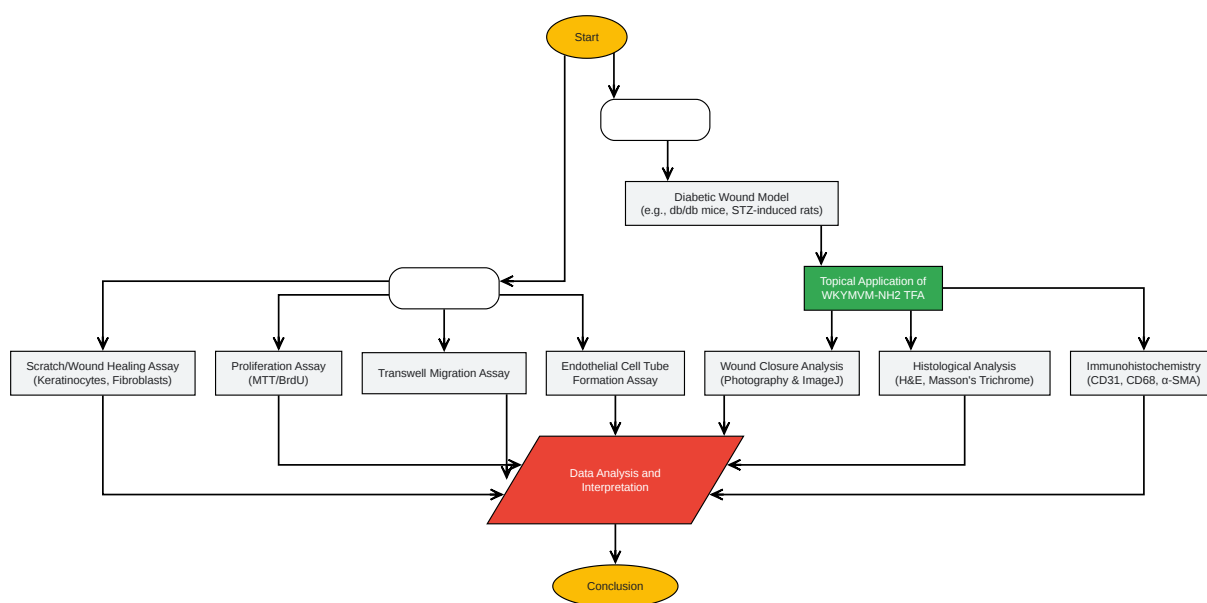 Start
Diabetic Wound Model
(e.g., db/db mice, STZ-induced rats)
Topical Application of
WKYMVM-NH2 TFA
Scratch/Wound Healing Assay
(Keratinocytes, Fibroblasts)
Proliferation Assay
(MTT/BrdU)
Transwell Migration Assay
Endothelial Cell Tube
Formation Assay
Wound Closure Analysis
(Photography & ImageJ)
Histological Analysis
(H&E, Masson's Trichrome)
Immunohistochemistry
(CD31, CD68, α-SMA)
Data Analysis and
Interpretation
Conclusion